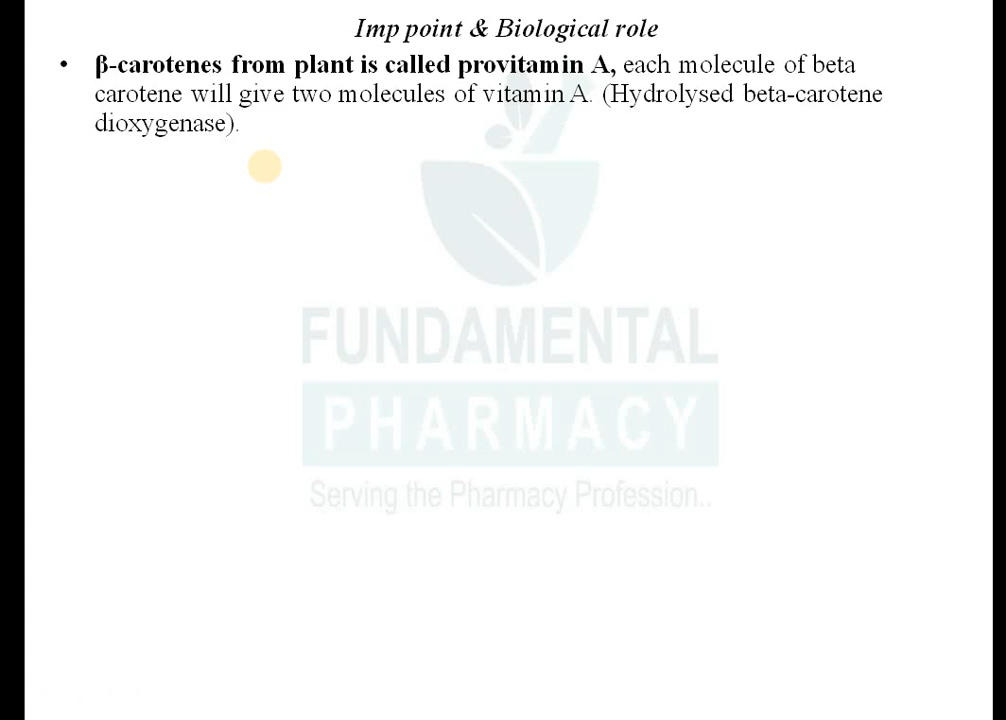 Imp point & Biological role
• β-carotenes from plant is called provitamin A, each molecule of beta
carotene will give two molecules of vitamin A. (Hydrolysed beta-carotene
dioxygenase).
FUNDAMENTAL
PHARMACY
Serving the Pharmacy Profession..